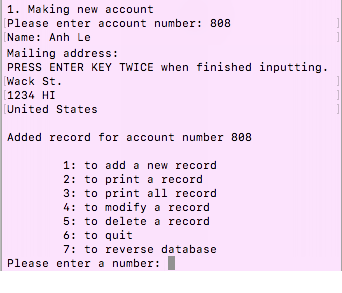 1. Making new account
Please enter account number: 808
Name: Anh Le
Mailing address:
PRESS ENTER KEY TWICE when finished inputting.
Wack St.
1234 HI
United States
Added record for account number 808
1: to add a new record
2: to print a record
3: to print all record
4: to modify a record
5: to delete a record
6: to quit
7: to reverse database
Please enter a number: